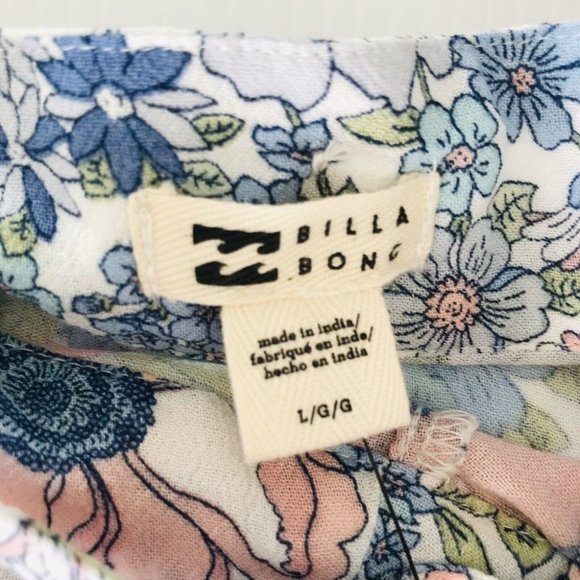 BILLA
BONG
made in india/
fabriqué en inde/
hecho en india
L/G/G